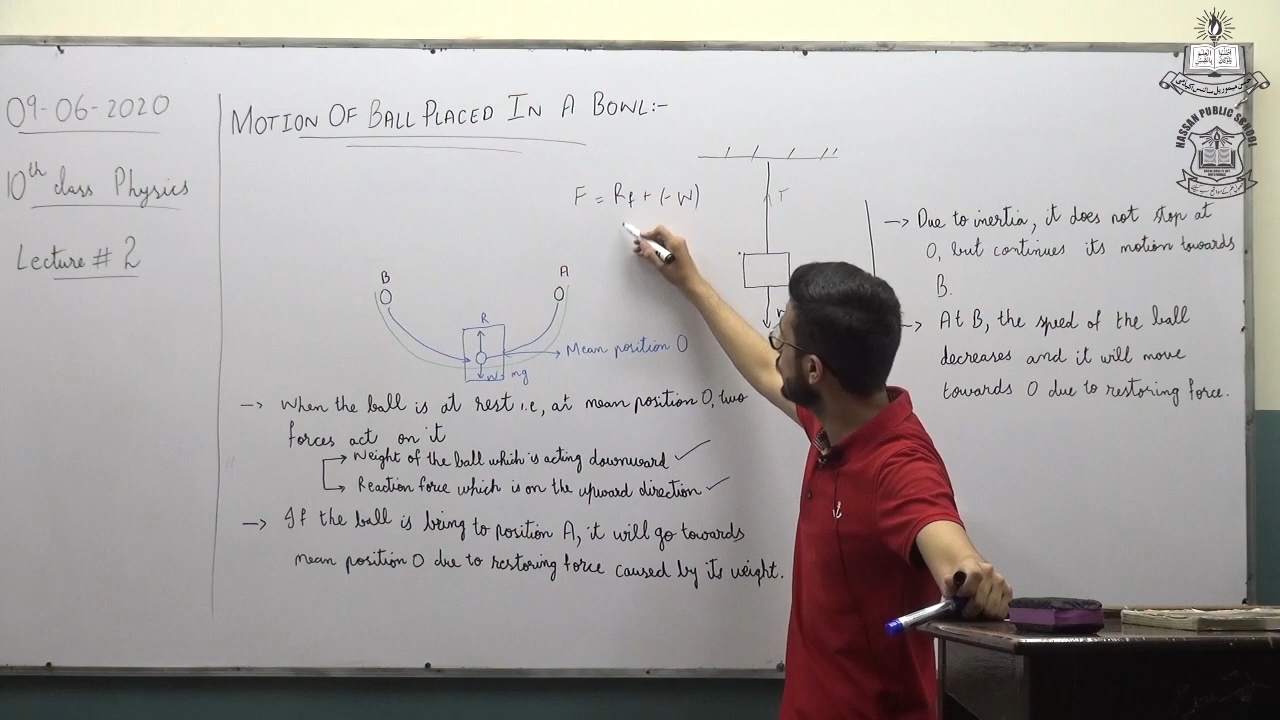 09-06-2020
10th class Physics
Lecture # 2
MOTION OF BALL PLACED IN A BOWL:-
F = Rf + (-W)
T
B
A
R
W = mg
Mean position O
-> When the ball is at rest i.e, at mean position O, two
forces act on it
-> Weight of the ball which is acting downward ✓
-> Reaction force which is on the upward direction ✓
-> If the ball is being to position A, it will go towards
mean position O due to restoring force caused by its weight.
-> Due to inertia, it does not stop at
O, but continues its motion towards
B.
-> At B, the speed of the ball
decreases and it will move
towards O due to restoring force.
HASSAN PUBLIC SCHOOL